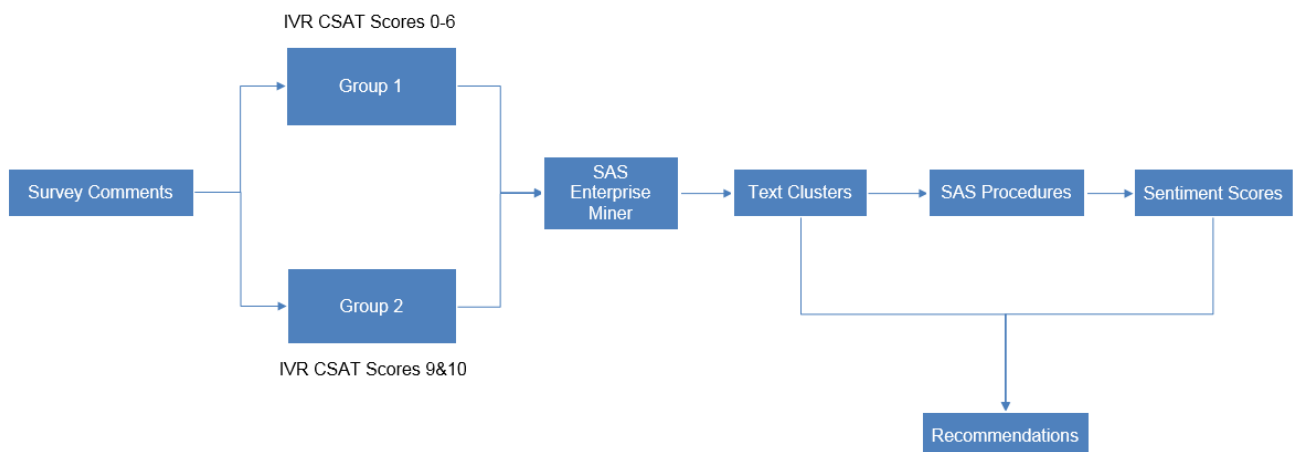 IVR CSAT Scores 0-6
Group 1
Survey Comments
SAS
Enterprise
Miner
Text Clusters
SAS Procedures
Sentiment Scores
Group 2
IVR CSAT Scores 9&10
Recommendations